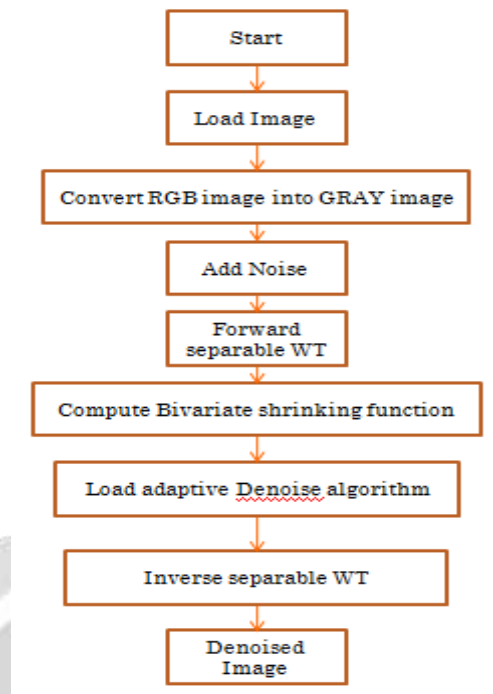 Start
Load Image
Convert RGB image into GRAY image
Add Noise
Forward
separable WT
Compute Bivariate shrinking function
Load adaptive Denoise algorithm
Inverse separable WT
Denoised
Image